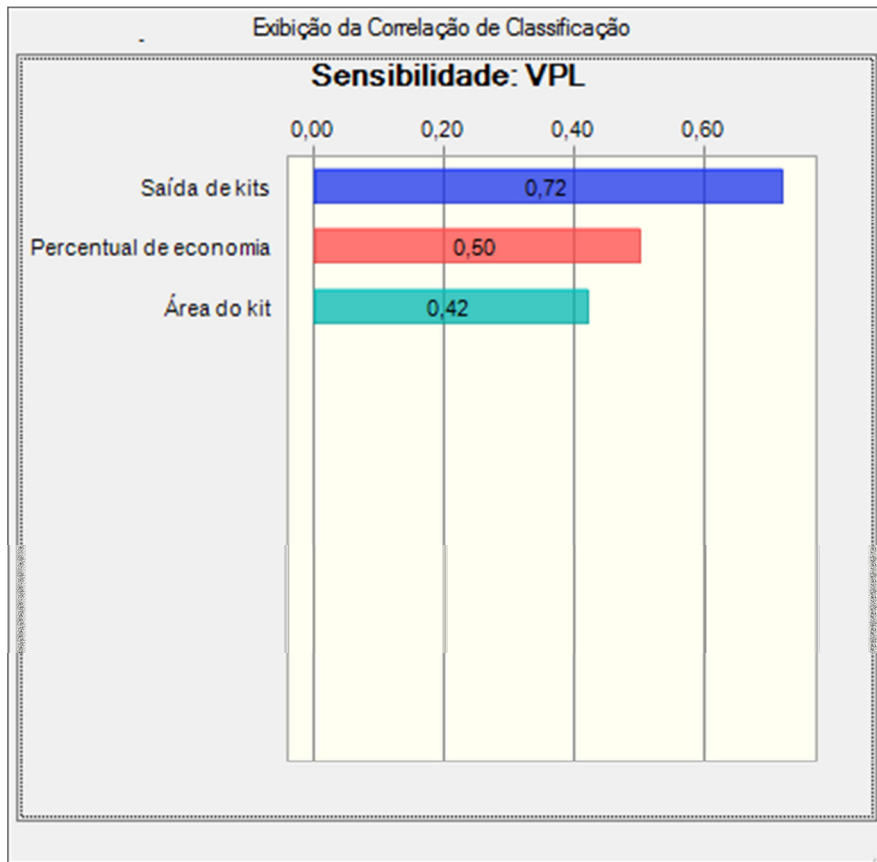 Exibição da Correlação de Classificação
Sensibilidade: VPL
0,00 0,20 0,40 0,60
Saída de kits 0,72
Percentual de economia 0,50
Área do kit 0,42